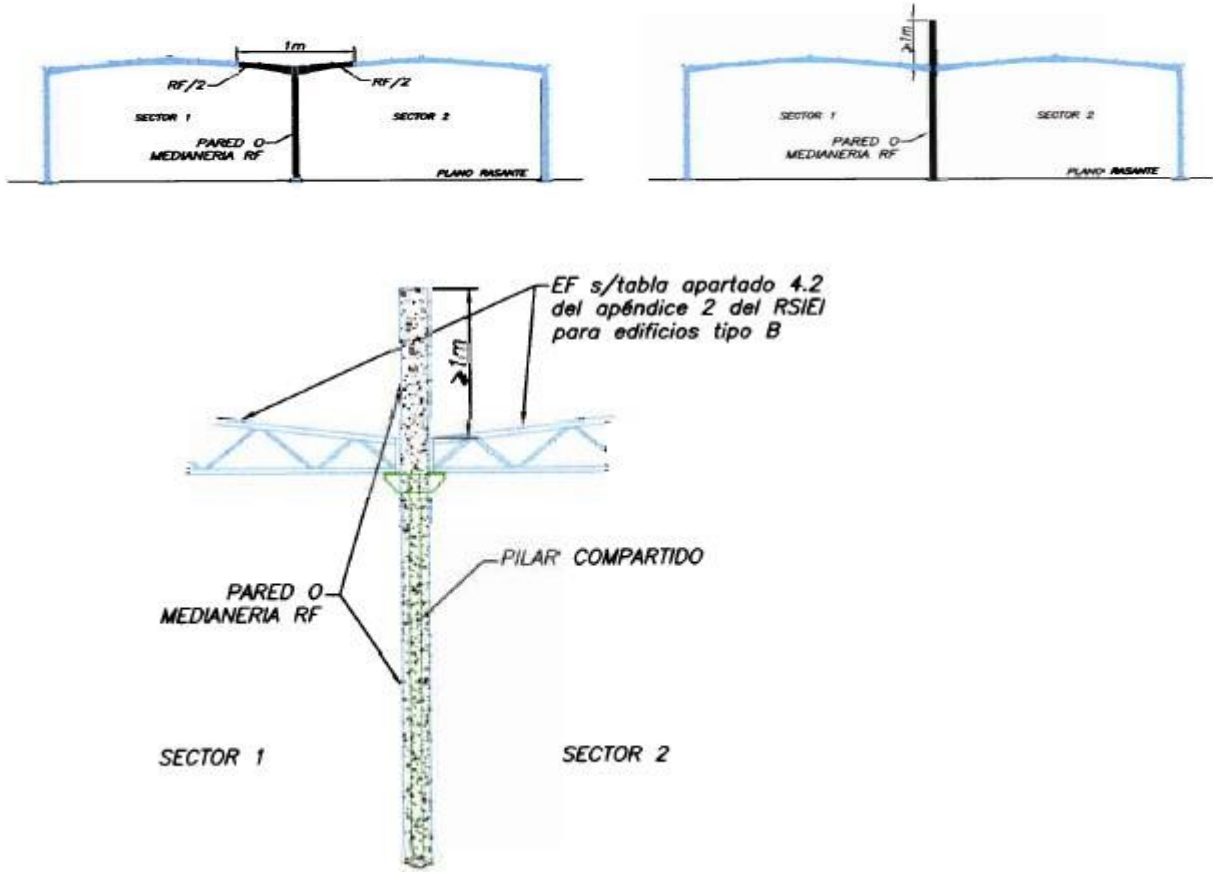 1m
RF/2
RF/2
SECTOR 1
SECTOR 2
PARED O
MEDIANERIA RF
PLANO RASANTE
≥1m
SECTOR 1
SECTOR 2
PARED O
MEDIANERIA RF
PLANO RASANTE
EF s/tabla apartado 4.2
del apéndice 2 del RSIEI
para edificios tipo B
≥1m
PILAR COMPARTIDO
PARED O
MEDIANERIA RF
SECTOR 1
SECTOR 2